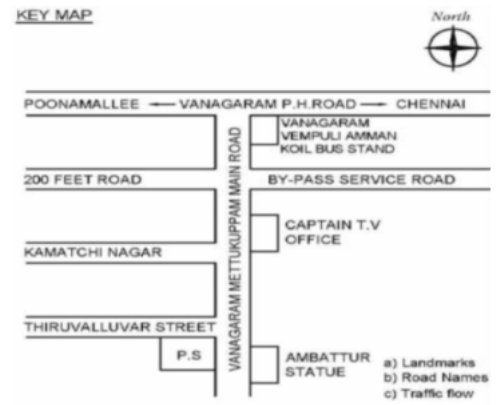 KEY MAP
North
POONAMALLEE
VANAGARAM P.H.ROAD
CHENNAI
VANAGARAM
VEMPULI AMMAN
KOIL BUS STAND
200 FEET ROAD
BY-PASS SERVICE ROAD
VANAGARAM METTUKUPPAM MAIN ROAD
CAPTAIN T.V
OFFICE
KAMATCHI NAGAR
THIRUVALLUVAR STREET
P.S
AMBATTUR
STATUE
a) Landmarks
b) Road Names
c) Traffic flow